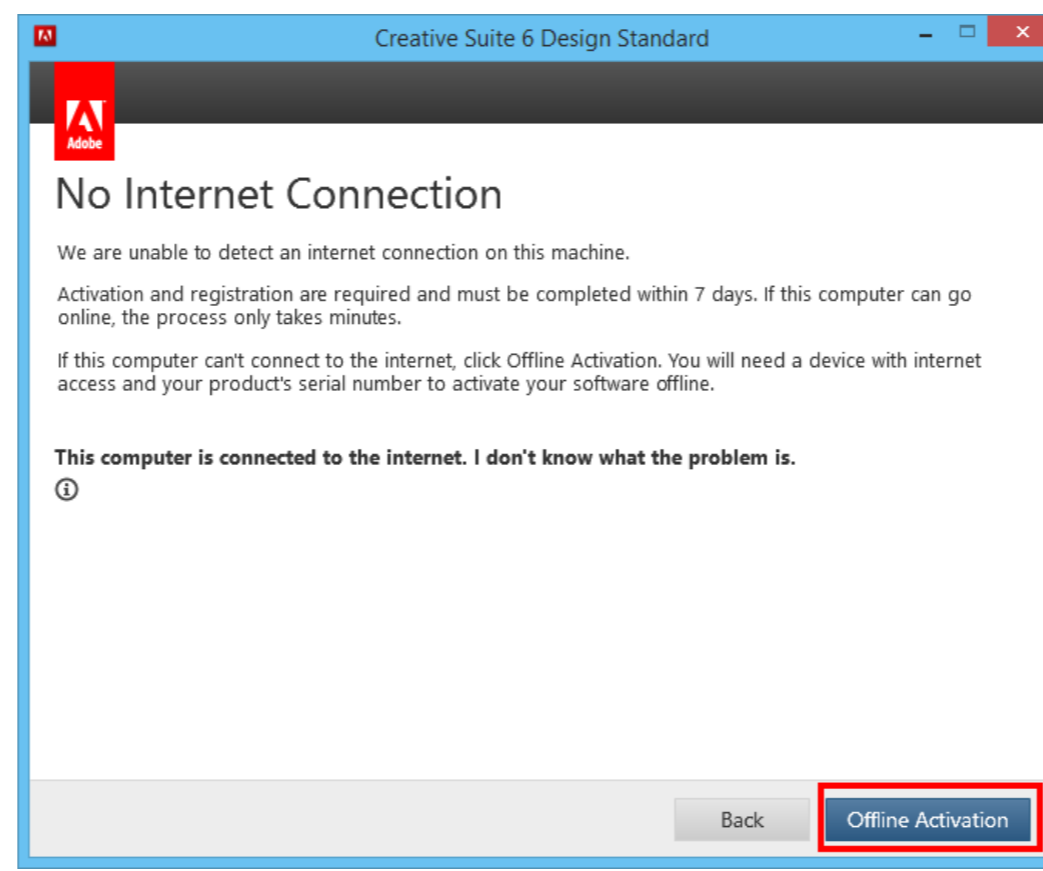 Creative Suite 6 Design Standard
Adobe
No Internet Connection
We are unable to detect an internet connection on this machine.
Activation and registration are required and must be completed within 7 days. If this computer can go
online, the process only takes minutes.
If this computer can't connect to the internet, click Offline Activation. You will need a device with internet
access and your product's serial number to activate your software offline.
This computer is connected to the internet. I don't know what the problem is.
Back
Offline Activation